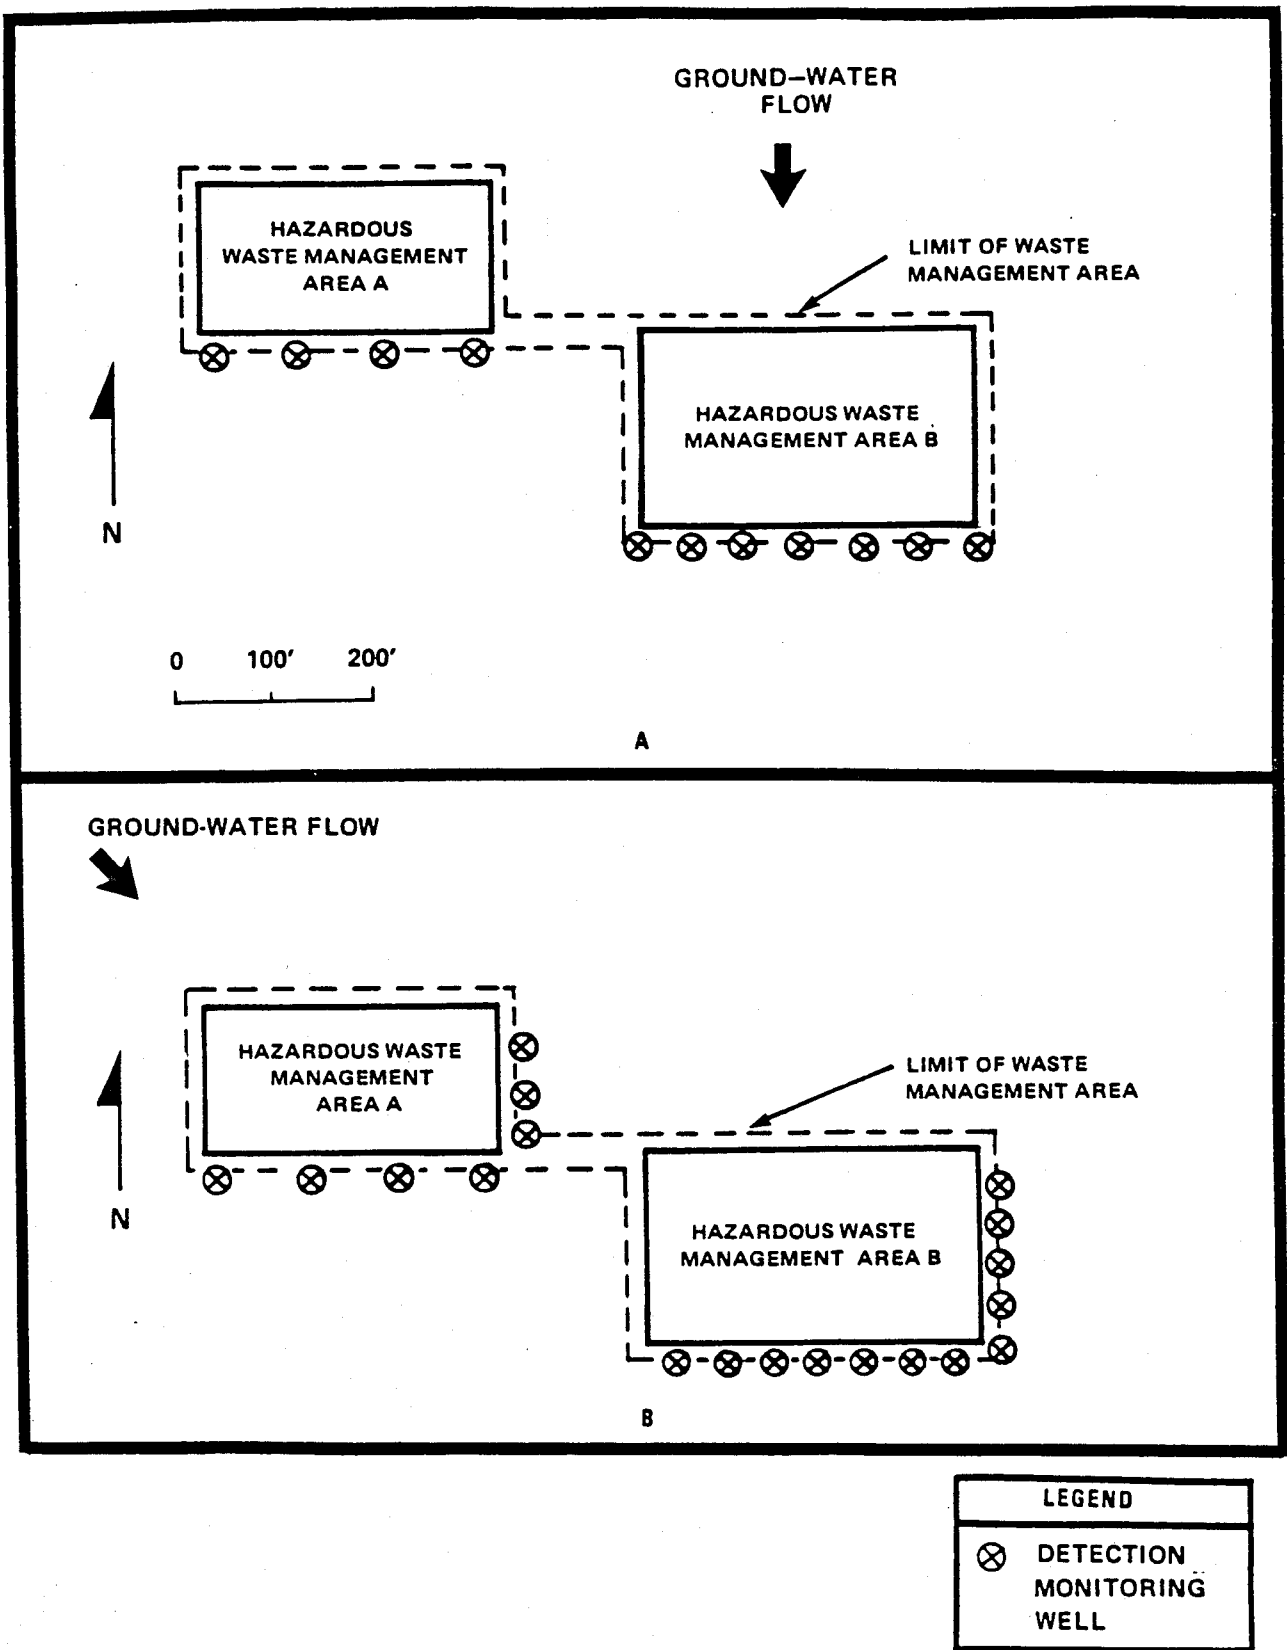 GROUND–WATER
FLOW
HAZARDOUS
WASTE MANAGEMENT
AREA A
LIMIT OF WASTE
MANAGEMENT AREA
HAZARDOUS WASTE
MANAGEMENT AREA B
N
0 100' 200'
A
GROUND-WATER FLOW
HAZARDOUS WASTE
MANAGEMENT
AREA A
LIMIT OF WASTE
MANAGEMENT AREA
N
HAZARDOUS WASTE
MANAGEMENT AREA B
B
LEGEND
DETECTION
MONITORING
WELL